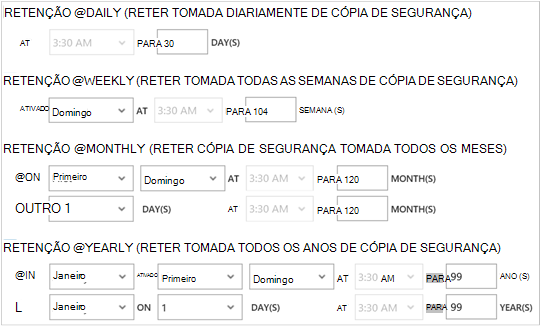 RETENÇÃO @DAILY (RETER TOMADA DIARIAMENTE DE CÓPIA DE SEGURANÇA)
AT 3:30 AM PARA 30 DAY(S)
RETENÇÃO @WEEKLY (RETER TOMADA TODAS AS SEMANAS DE CÓPIA DE SEGURANÇA)
ATIVADO Domingo AT 3:30 AM PARA 104 SEMANA (S)
RETENÇÃO @MONTHLY (RETER CÓPIA DE SEGURANÇA TOMADA TODOS OS MESES)
@ON Primeiro Domingo AT 3:30 AM PARA 120 MONTH(S)
OUTRO 1 DAY(S) AT 3:30 AM PARA 120 MONTH(S)
RETENÇÃO @YEARLY (RETER TOMADA TODOS OS ANOS DE CÓPIA DE SEGURANÇA)
@IN Janeiro ATIVADO Primeiro Domingo AT 3:30 AM PARA 99 ANO (S)
L Janeiro ON 1 DAY(S) AT 3:30 AM PARA 99 YEAR(S)